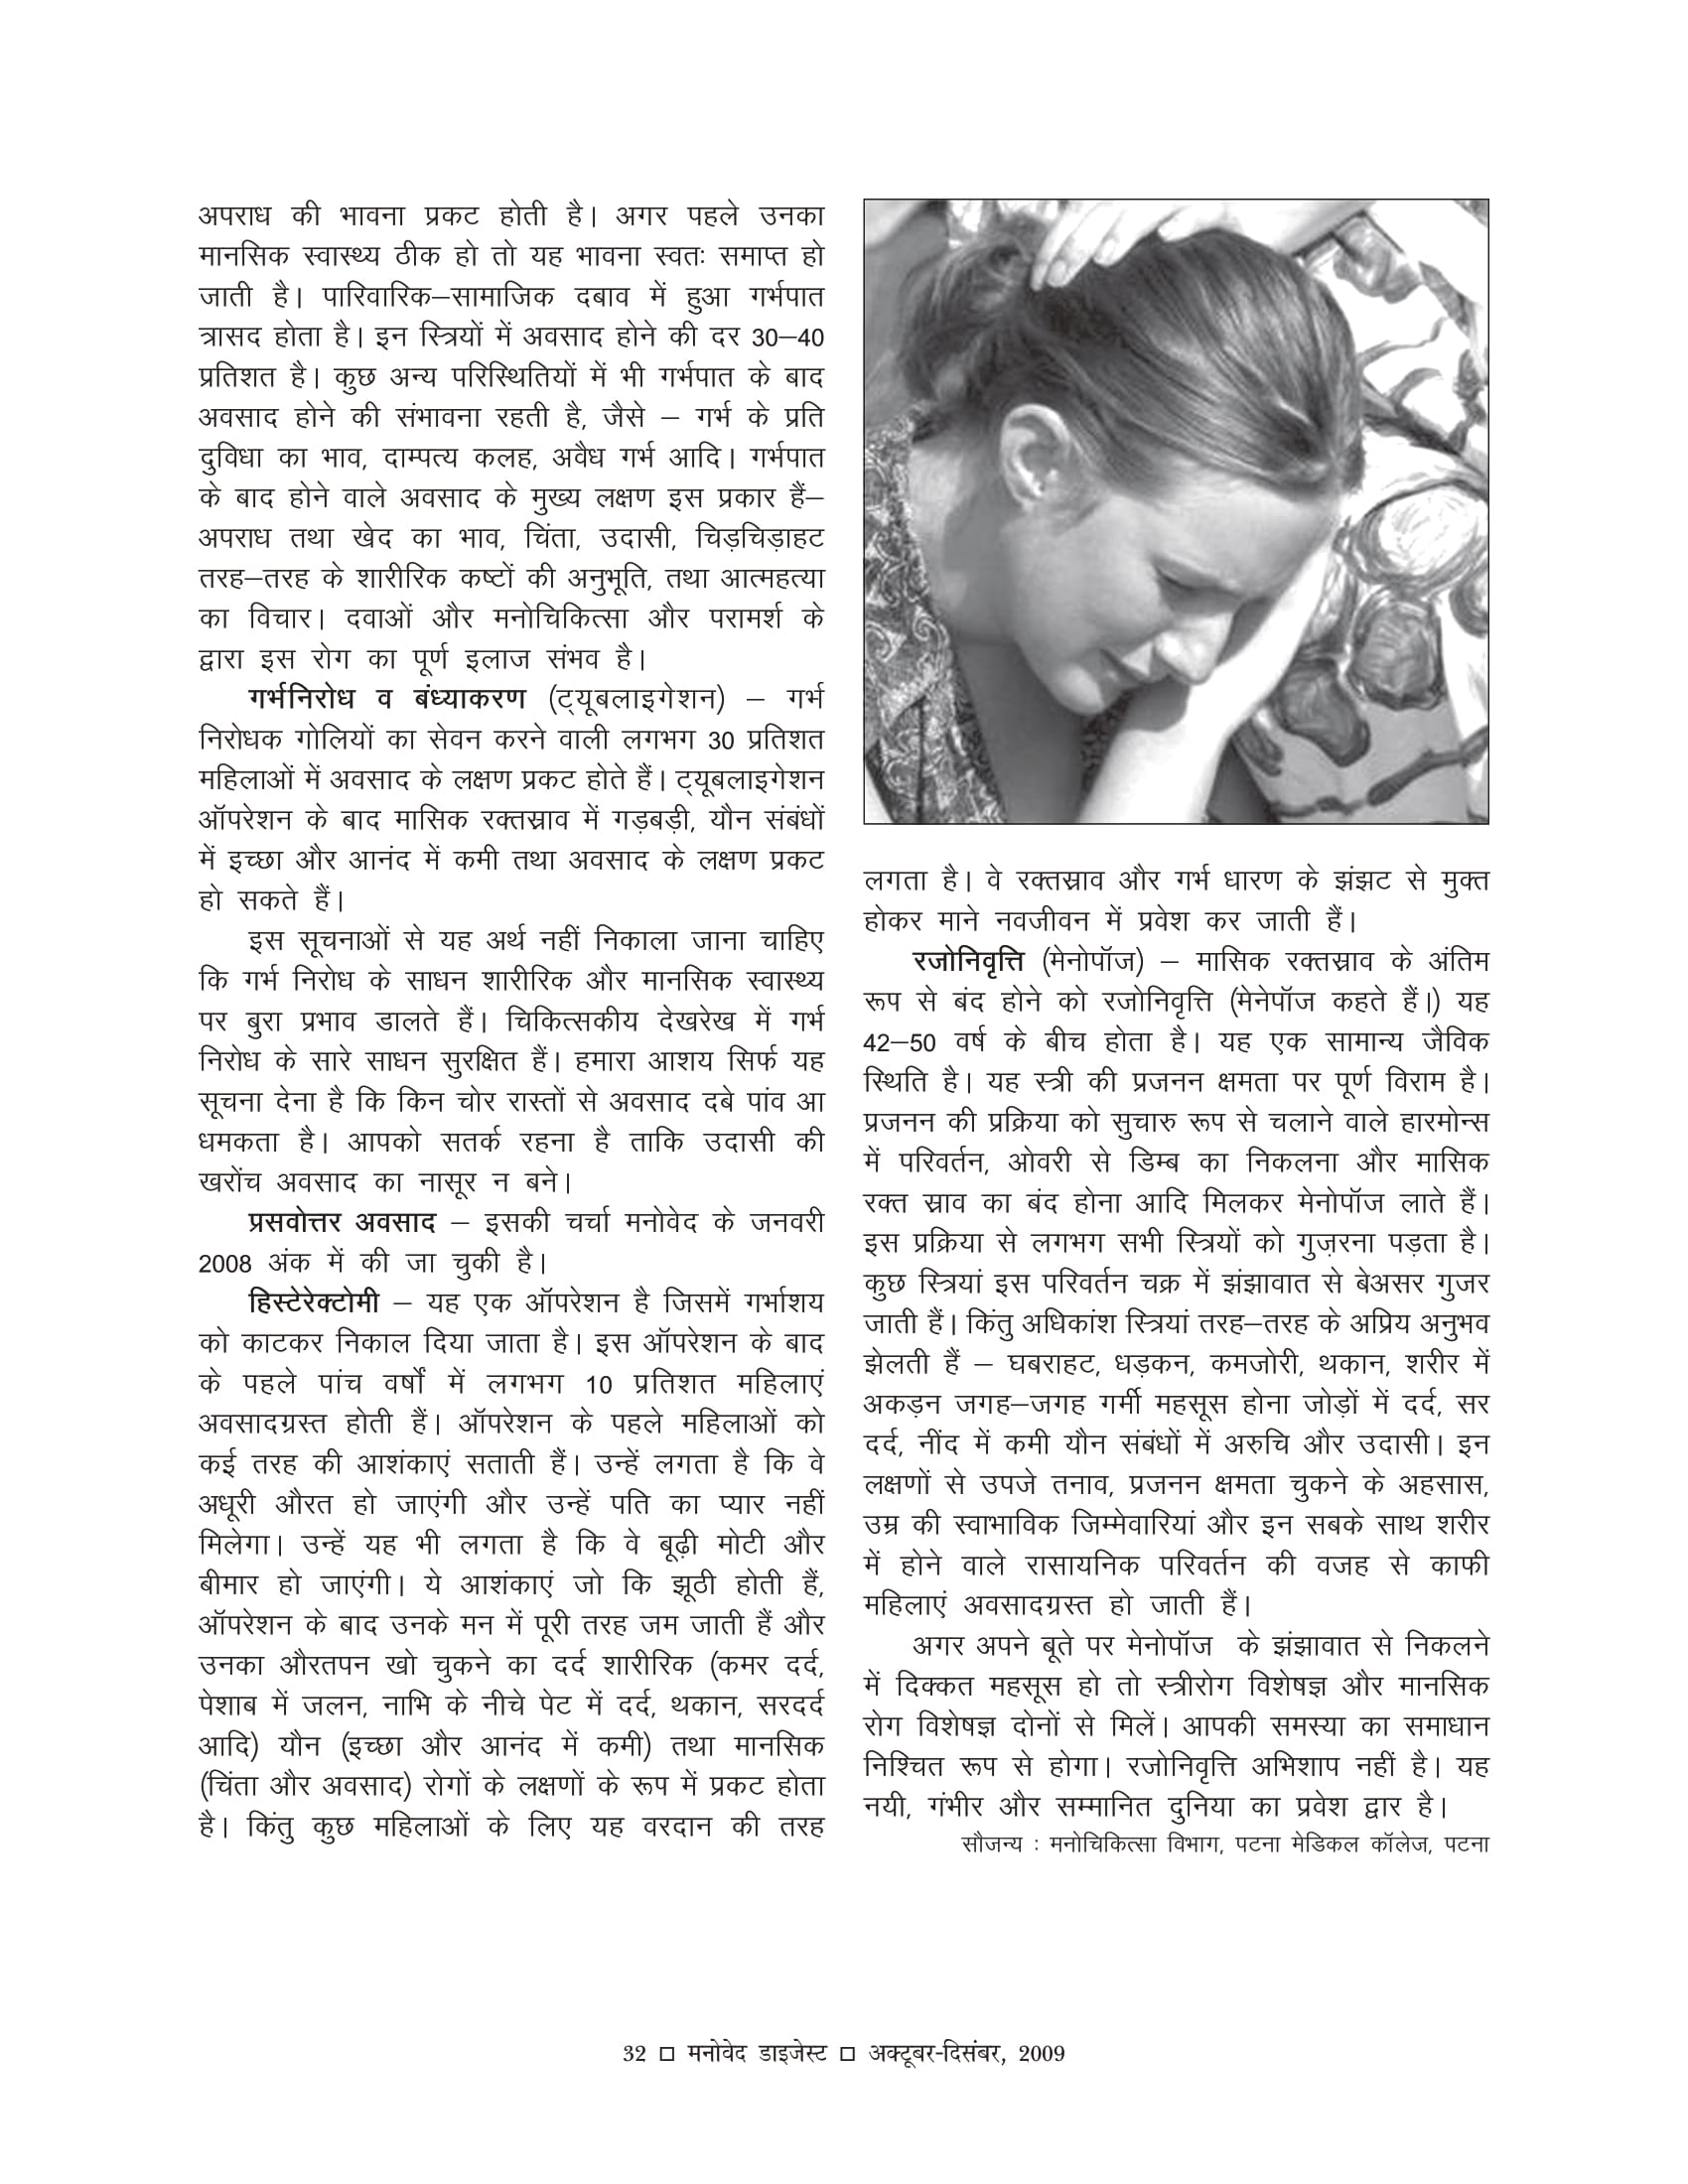 अपराध की भावना प्रकट होती है। अगर पहले उनका
मानसिक स्वास्थ्य ठीक हो तो यह भावना स्वतः समाप्त हो
जाती है। पारिवारिक–सामाजिक दबाव में हुआ गर्भपात
त्रासद होता है। इन स्त्रियों में अवसाद होने की दर 30–40
प्रतिशत है। कुछ अन्य परिस्थितियों में भी गर्भपात के बाद
अवसाद होने की संभावना रहती है, जैसे – गर्भ के प्रति
दुविधा का भाव, दाम्पत्य कलह, अवैध गर्भ आदि। गर्भपात
के बाद होने वाले अवसाद के मुख्य लक्षण इस प्रकार हैं–
अपराध तथा खेद का भाव, चिंता, उदासी, चिड़चिड़ाहट
तरह–तरह के शारीरिक कष्टों की अनुभूति, तथा आत्महत्या
का विचार। दवाओं और मनोचिकित्सा और परामर्श के
द्वारा इस रोग का पूर्ण इलाज संभव है।
गर्भनिरोध व बंध्याकरण (ट्यूबलाइगेशन) – गर्भ
निरोधक गोलियों का सेवन करने वाली लगभग 30 प्रतिशत
महिलाओं में अवसाद के लक्षण प्रकट होते हैं। ट्यूबलाइगेशन
ऑपरेशन के बाद मासिक रक्तस्राव में गड़बड़ी, यौन संबंधों
में इच्छा और आनंद में कमी तथा अवसाद के लक्षण प्रकट
हो सकते हैं।
इस सूचनाओं से यह अर्थ नहीं निकाला जाना चाहिए
कि गर्भ निरोध के साधन शारीरिक और मानसिक स्वास्थ्य
पर बुरा प्रभाव डालते हैं। चिकित्सकीय देखरेख में गर्भ
निरोध के सारे साधन सुरक्षित हैं। हमारा आशय सिर्फ यह
सूचना देना है कि किन चोर रास्तों से अवसाद दबे पांव आ
धमकता है। आपको सतर्क रहना है ताकि उदासी की
खरोंच अवसाद का नासूर न बने।
प्रसवोत्तर अवसाद – इसकी चर्चा मनोवेद के जनवरी
2008 अंक में की जा चुकी है।
हिस्टेरेक्टोमी – यह एक ऑपरेशन है जिसमें गर्भाशय
को काटकर निकाल दिया जाता है। इस ऑपरेशन के बाद
के पहले पांच वर्षों में लगभग 10 प्रतिशत महिलाएं
अवसादग्रस्त होती हैं। ऑपरेशन के पहले महिलाओं को
कई तरह की आशंकाएं सताती हैं। उन्हें लगता है कि वे
अधूरी औरत हो जाएंगी और उन्हें पति का प्यार नहीं
मिलेगा। उन्हें यह भी लगता है कि वे बूढ़ी मोटी और
बीमार हो जाएंगी। ये आशंकाएं जो कि झूठी होती हैं,
ऑपरेशन के बाद उनके मन में पूरी तरह जम जाती हैं और
उनका औरतपन खो चुकने का दर्द शारीरिक (कमर दर्द,
पेशाब में जलन, नाभि के नीचे पेट में दर्द, थकान, सरदर्द
आदि) यौन (इच्छा और आनंद में कमी) तथा मानसिक
(चिंता और अवसाद) रोगों के लक्षणों के रूप में प्रकट होता
है। किंतु कुछ महिलाओं के लिए यह वरदान की तरह
लगता है। वे रक्तस्राव और गर्भ धारण के झंझट से मुक्त
होकर माने नवजीवन में प्रवेश कर जाती हैं।
रजोनिवृत्ति (मेनोपॉज) – मासिक रक्तस्राव के अंतिम
रूप से बंद होने को रजोनिवृत्ति (मेनेपॉज कहते हैं।) यह
42–50 वर्ष के बीच होता है। यह एक सामान्य जैविक
स्थिति है। यह स्त्री की प्रजनन क्षमता पर पूर्ण विराम है।
प्रजनन की प्रक्रिया को सुचारु रूप से चलाने वाले हारमोन्स
में परिवर्तन, ओवरी से डिम्ब का निकलना और मासिक
रक्त स्राव का बंद होना आदि मिलकर मेनोपॉज लाते हैं।
इस प्रक्रिया से लगभग सभी स्त्रियों को गुज़रना पड़ता है।
कुछ स्त्रियां इस परिवर्तन चक्र में झंझावात से बेअसर गुजर
जाती हैं। किंतु अधिकांश स्त्रियां तरह–तरह के अप्रिय अनुभव
झेलती हैं – घबराहट, धड़कन, कमजोरी, थकान, शरीर में
अकड़न जगह–जगह गर्मी महसूस होना जोड़ों में दर्द, सर
दर्द, नींद में कमी यौन संबंधों में अरुचि और उदासी। इन
लक्षणों से उपजे तनाव, प्रजनन क्षमता चुकने के अहसास,
उम्र की स्वाभाविक जिम्मेवारियां और इन सबके साथ शरीर
में होने वाले रासायनिक परिवर्तन की वजह से काफी
महिलाएं अवसादग्रस्त हो जाती हैं।
अगर अपने बूते पर मेनोपॉज के झंझावात से निकलने
में दिक्कत महसूस हो तो स्त्रीरोग विशेषज्ञ और मानसिक
रोग विशेषज्ञ दोनों से मिलें। आपकी समस्या का समाधान
निश्चित रूप से होगा। रजोनिवृत्ति अभिशाप नहीं है। यह
नयी, गंभीर और सम्मानित दुनिया का प्रवेश द्वार है।
सौजन्य : मनोचिकित्सा विभाग, पटना मेडिकल कॉलेज, पटना
32 □ मनोवेद डाइजेस्ट □ अक्टूबर-दिसंबर, 2009